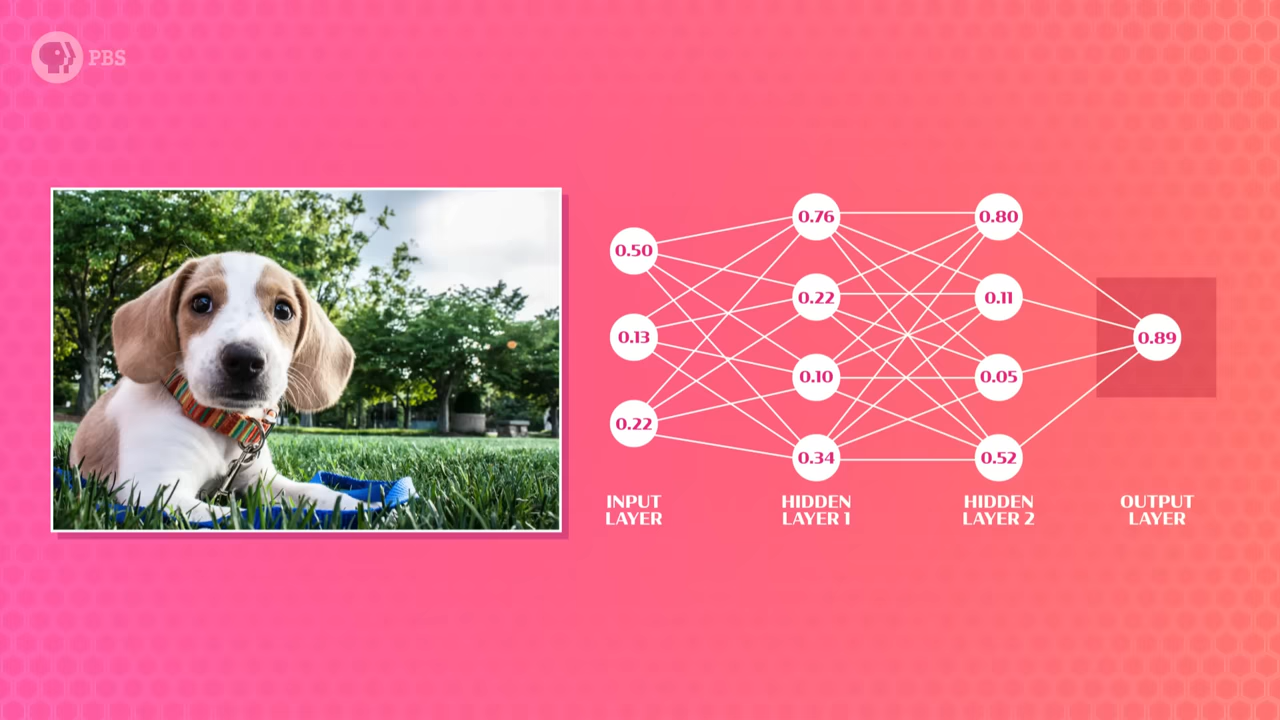 PBS
0.50
0.13
0.22
0.76
0.22
0.10
0.34
0.80
0.11
0.05
0.52
0.89
INPUT
LAYER
HIDDEN
LAYER 1
HIDDEN
LAYER 2
OUTPUT
LAYER